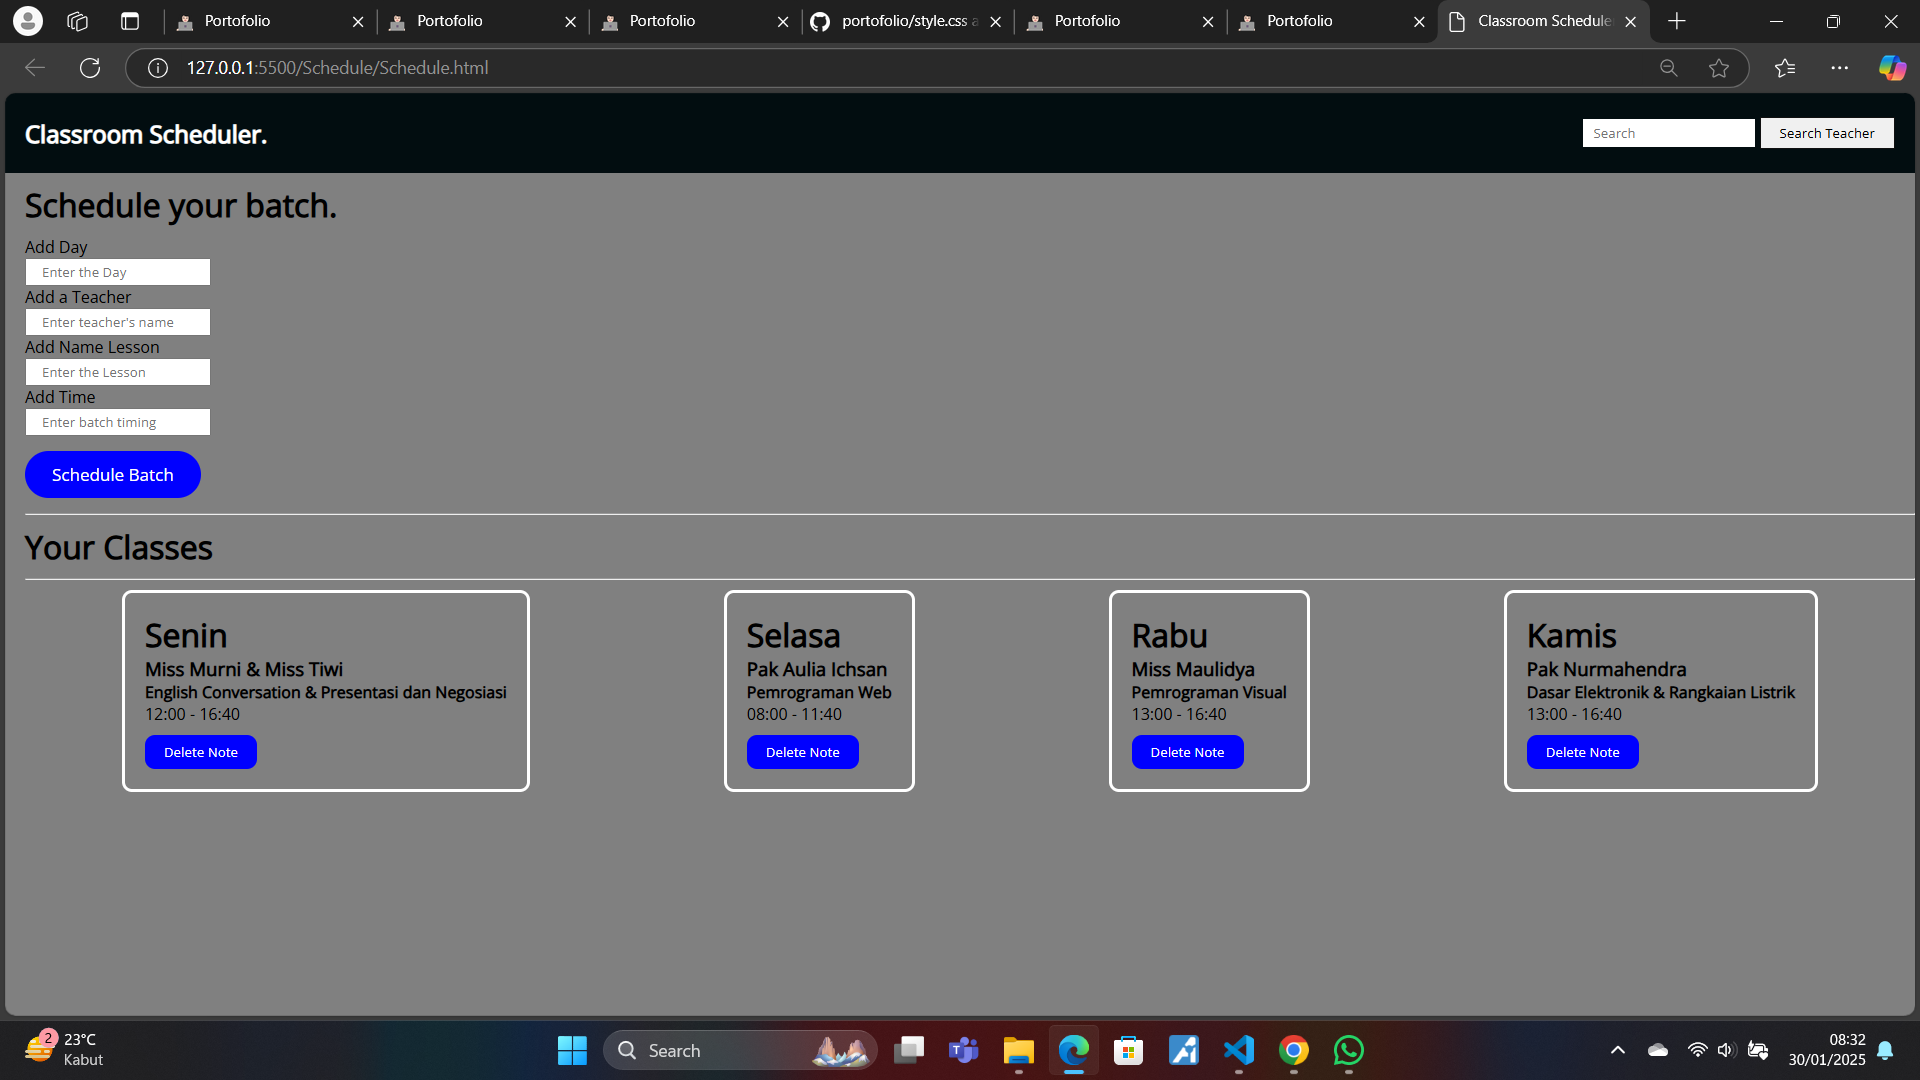 Portofolio
Portofolio
Portofolio
portofolio/style.css a
Portofolio
Portofolio
Classroom Schedule
127.0.0.1:5500/Schedule/Schedule.html
Classroom Scheduler.
Search
Search Teacher
Schedule your batch.
Add Day
Enter the Day
Add a Teacher
Enter teacher's name
Add Name Lesson
Enter the Lesson
Add Time
Enter batch timing
Schedule Batch
Your Classes
Senin
Miss Murni & Miss Tiwi
English Conversation & Presentasi dan Negosiasi
12:00 - 16:40
Delete Note
Selasa
Pak Aulia Ichsan
Pemrograman Web
08:00 - 11:40
Delete Note
Rabu
Miss Maulidya
Pemrograman Visual
13:00 - 16:40
Delete Note
Kamis
Pak Nurmahendra
Dasar Elektronik & Rangkaian Listrik
13:00 - 16:40
Delete Note
2
23°C
Kabut
Search
08:32
30/01/2025